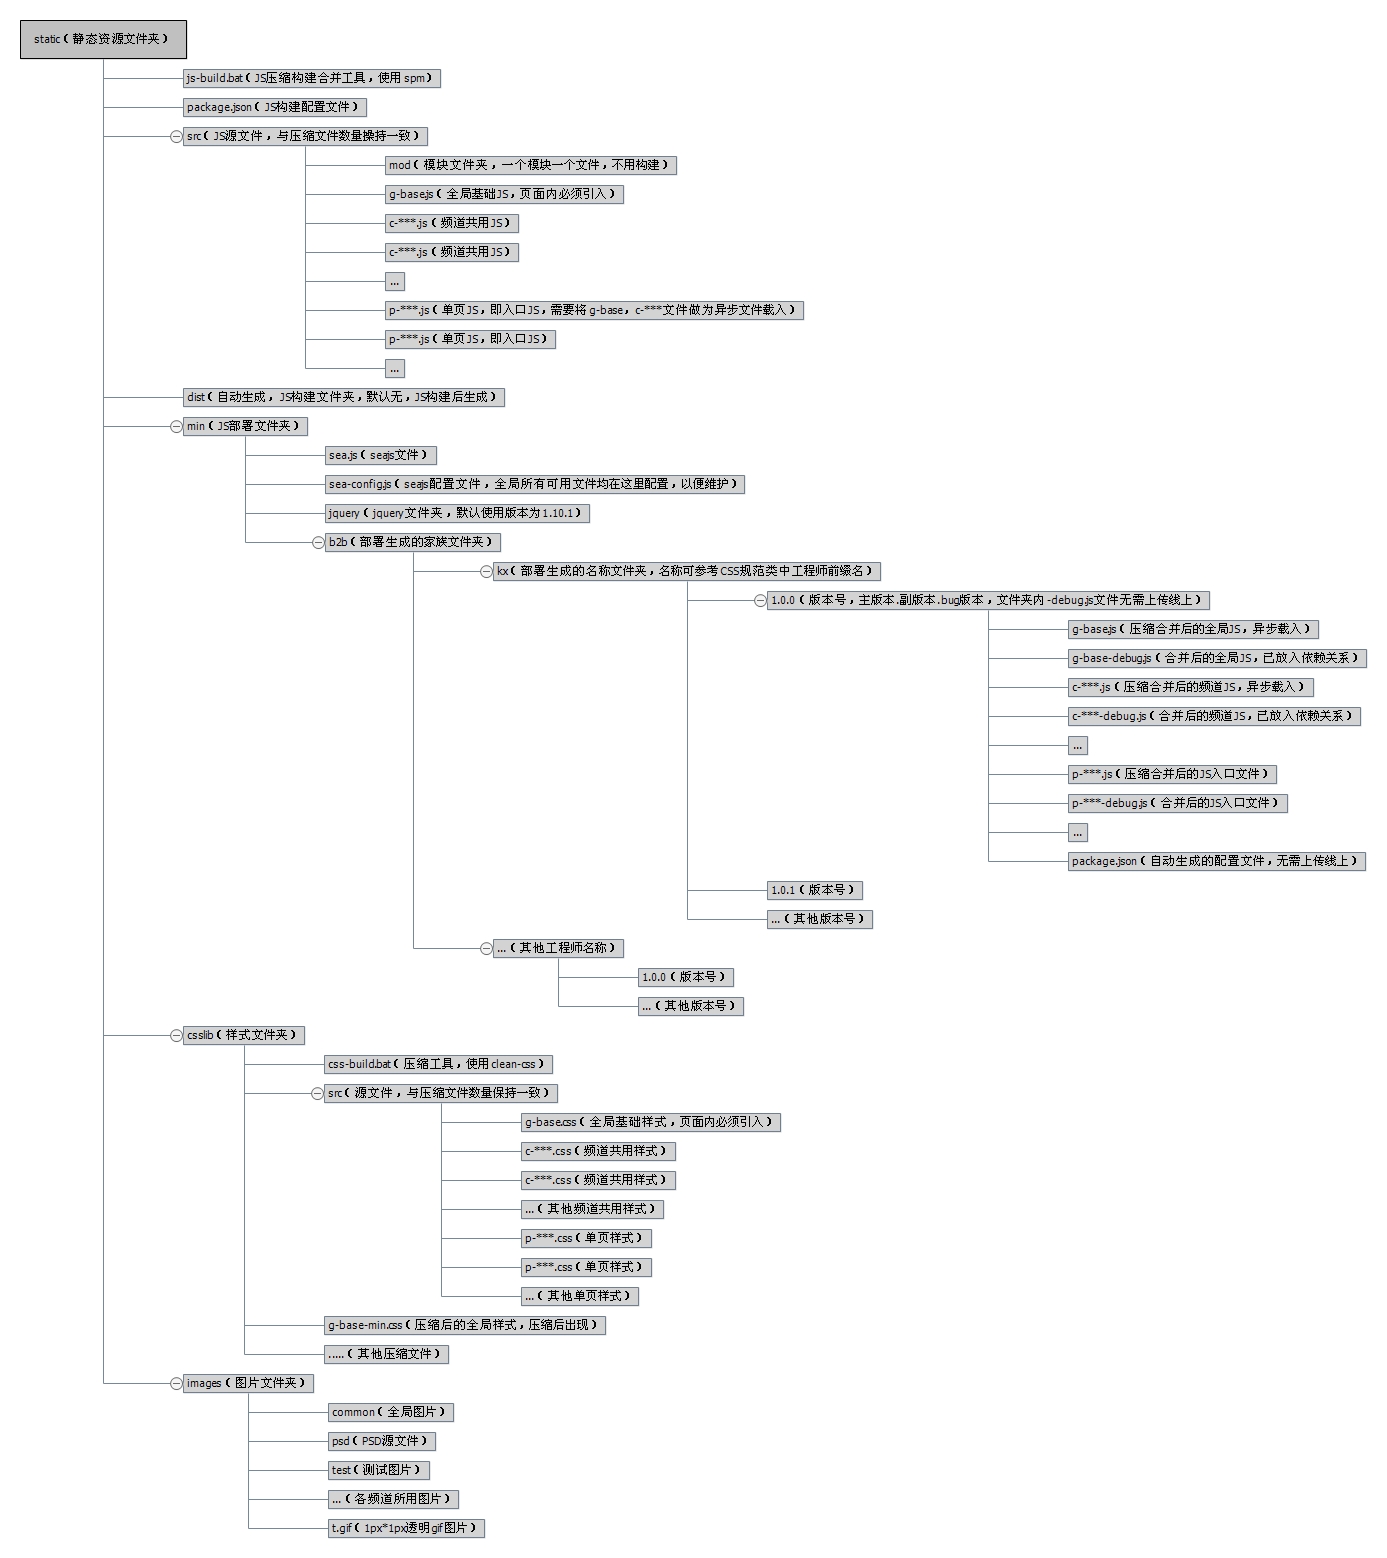 static（静态资源文件夹）
js-build.bat（JS压缩构建合并工具，使用 spm）
package.json（JS构建配置文件）
src（JS源文件，与压缩文件数量操持一致）
mod（模块文件夹，一个模块一个文件，不用构建）
g-base.js（全局基础JS，页面内必须引入）
c-***.js（频道共用JS）
c-***.js（频道共用JS）
...
p-***.js（单页JS，即入口JS，需要将 g-base，c-***文件做为异步文件载入）
p-***.js（单页JS，即入口JS）
...
dist（自动生成，JS构建文件夹，默认无，JS构建后生成）
min（JS部署文件夹）
sea.js（seajs文件）
sea-config.js（seajs配置文件，全局所有可用文件均在这里配置，以便维护）
jquery（jquery文件夹，默认使用版本为1.10.1）
b2b（部署生成的家族文件夹）
kx（部署生成的名称文件夹，名称可参考CSS规范类中工程师前缀名）
1.0.0（版本号，主版本.副版本.bug版本，文件夹内 -debug.js文件无需上传线上）
g-base.js（压缩合并后的全局JS，异步载入）
g-base-debug.js（合并后的全局JS，已放入依赖关系）
c-***.js（压缩合并后的频道JS，异步载入）
c-***-debug.js（合并后的频道JS，已放入依赖关系）
...
p-***.js（压缩合并后的JS入口文件）
p-***-debug.js（合并后的JS入口文件）
...
package.json（自动生成的配置文件，无需上传线上）
1.0.1（版本号）
...（其他版本号）
...（其他工程师名称）
1.0.0（版本号）
...（其他版本号）
csslib（样式文件夹）
css-build.bat（压缩工具，使用 clean-css）
src（源文件，与压缩文件数量保持一致）
g-base.css（全局基础样式，页面内必须引入）
c-***.css（频道共用样式）
c-***.css（频道共用样式）
...（其他频道共用样式）
p-***.css（单页样式）
p-***.css（单页样式）
...（其他单页样式）
g-base-min.css（压缩后的全局样式，压缩后出现）
.....（其他压缩文件）
images（图片文件夹）
common（全局图片）
psd（PSD源文件）
test（测试图片）
...（各频道所用图片）
t.gif（1px*1px透明gif图片）